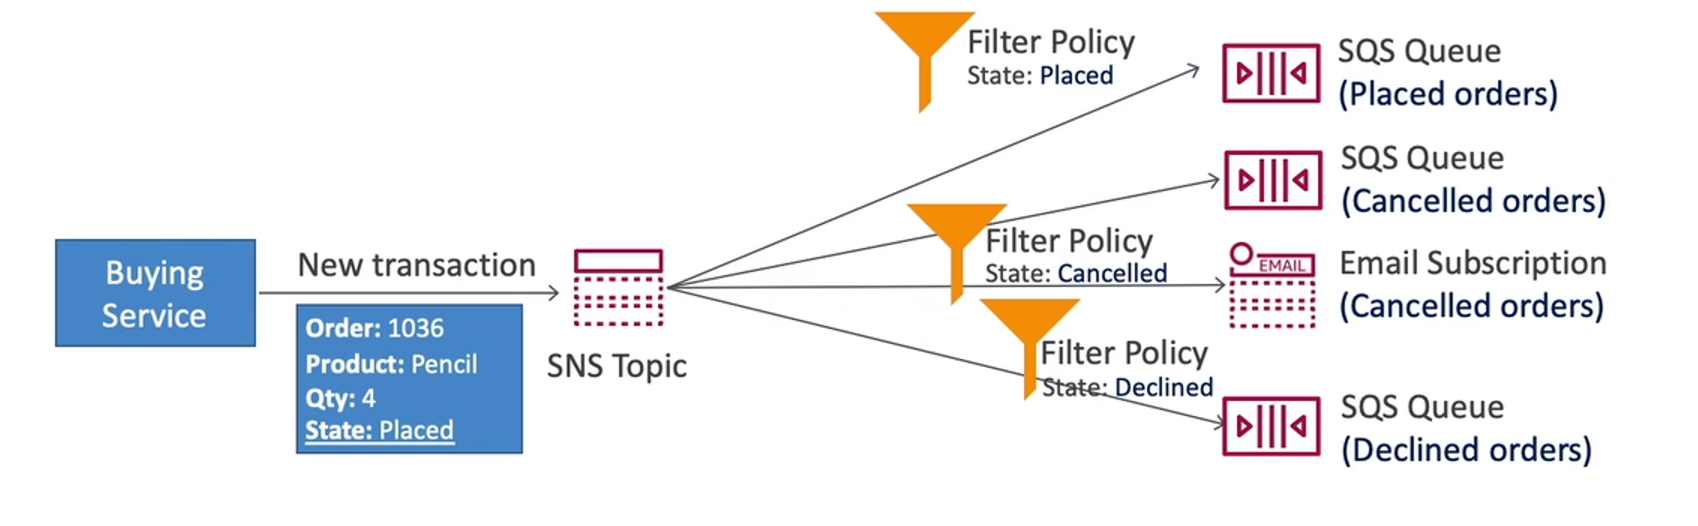 Buying
Service
New transaction
Order: 1036
Product: Pencil
Qty: 4
State: Placed
SNS Topic
Filter Policy
State: Placed
Filter Policy
State: Cancelled
Filter Policy
State: Declined
SQS Queue
(Placed orders)
SQS Queue
(Cancelled orders)
EMAIL
Email Subscription
(Cancelled orders)
SQS Queue
(Declined orders)